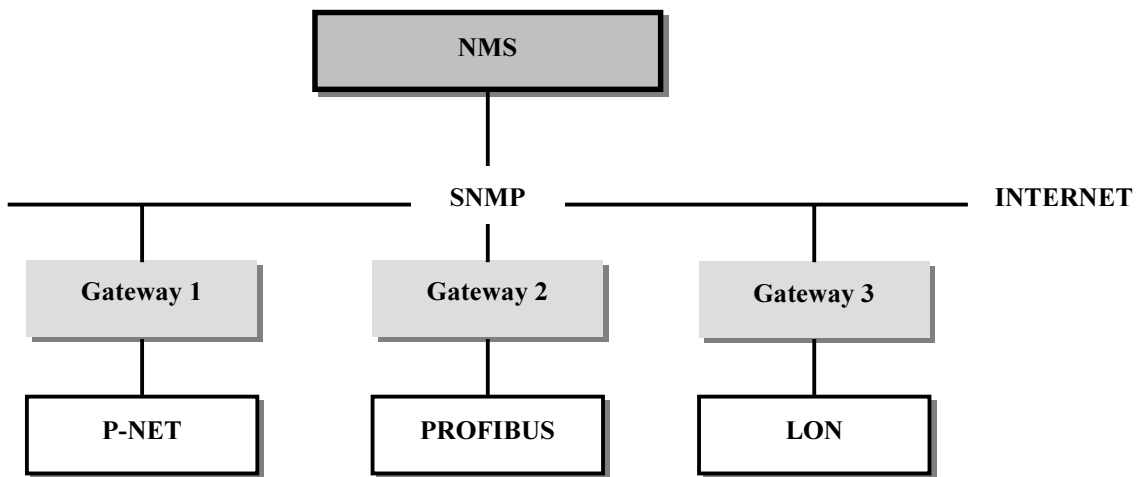 NMS
SNMP
INTERNET
Gateway 1
Gateway 2
Gateway 3
P-NET
PROFIBUS
LON